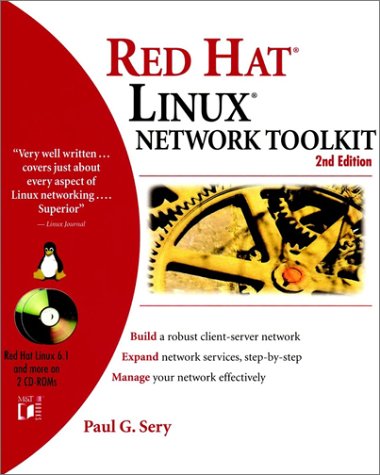 RED HAT®
LINUX®
NETWORK TOOLKIT
2nd Edition
“Very well written . . .
covers just about
every aspect of
Linux networking . . . .
Superior”
— Linux Journal
Build a robust client-server network
Expand network services, step-by-step
Manage your network effectively
Red Hat Linux 6.1
and more on
2 CD-ROMs
M&T
BOOKS
Paul G. Sery